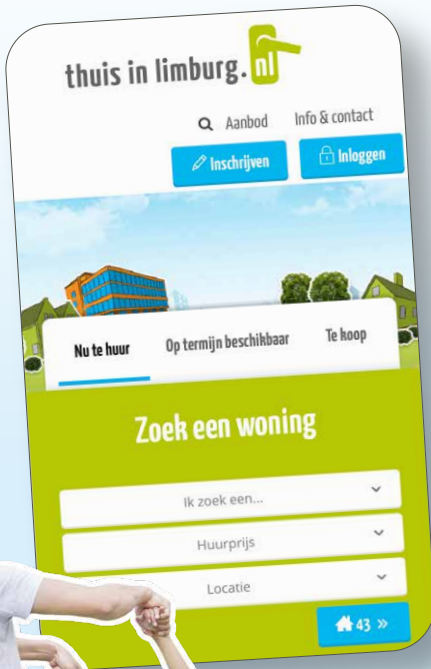 thuis in limburg.nl
Aanbod Info & contact
Inschrijven Inloggen
Nu te huur Op termijn beschikbaar Te koop
Zoek een woning
Ik zoek een...
Huurprijs
Locatie
43 »